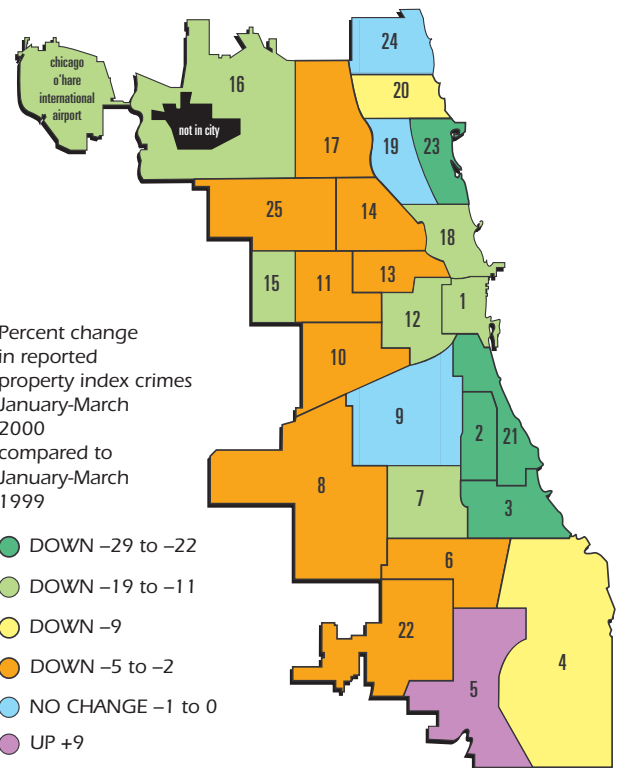 24
chicago
o'hare
international
airport
16
20
not in city
17
19
23
25
14
18
15
11
13
12
1
Percent change
in reported
property index crimes
January-March
2000
compared to
January-March
1999
10
9
2
21
8
7
3
DOWN –29 to –22
6
DOWN –19 to –11
DOWN –9
22
4
DOWN –5 to –2
5
NO CHANGE –1 to 0
UP +9